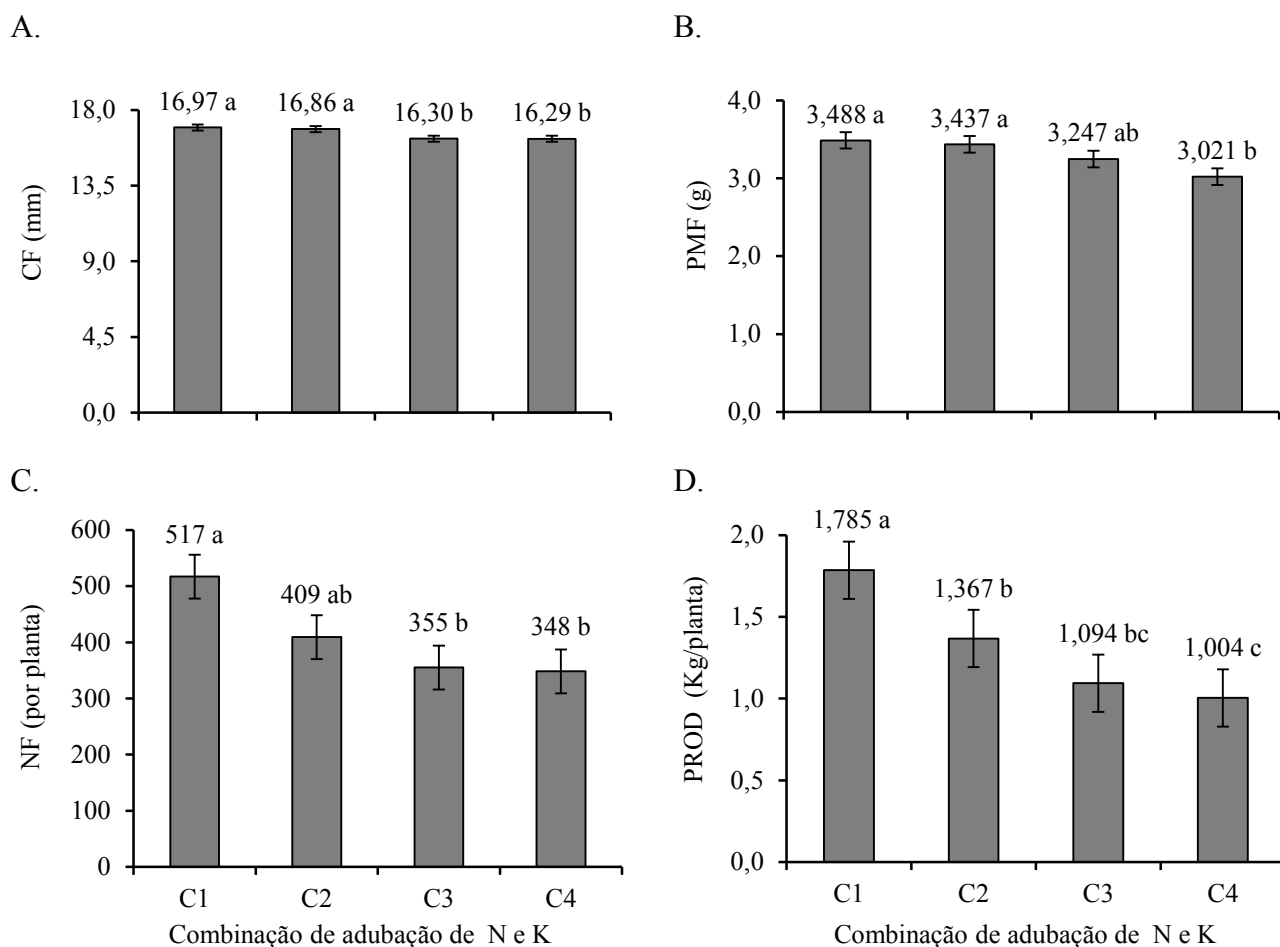 A.
16,97 a 16,86 a 16,30 b 16,29 b
18,0
13,5
9,0
4,5
0,0
CF (mm)
B.
3,488 a 3,437 a 3,247 ab 3,021 b
4,0
3,0
2,0
1,0
0,0
PMF (g)
C.
517 a 409 ab 355 b 348 b
600
500
400
300
200
100
0
NF (por planta)
C1 C2 C3 C4
Combinação de adubação de N e K
D.
1,785 a 1,367 b 1,094 bc 1,004 c
2,0
1,5
1,0
0,5
0,0
PROD (Kg/planta)
C1 C2 C3 C4
Combinação de adubação de N e K